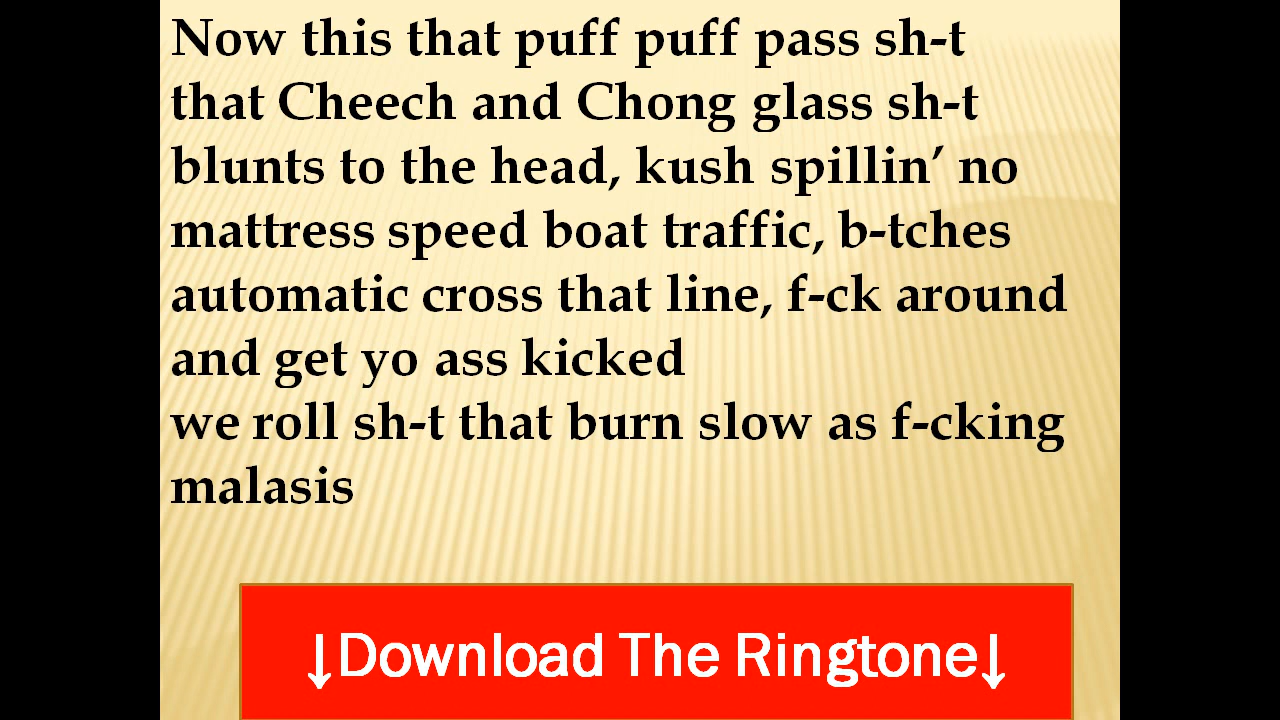 Now this that puff puff pass sh-t
that Cheech and Chong glass sh-t
blunts to the head, kush spillin’ no
mattress speed boat traffic, b-tches
automatic cross that line, f-ck around
and get yo ass kicked
we roll sh-t that burn slow as f-cking
malasis
↓Download The Ringtone↓